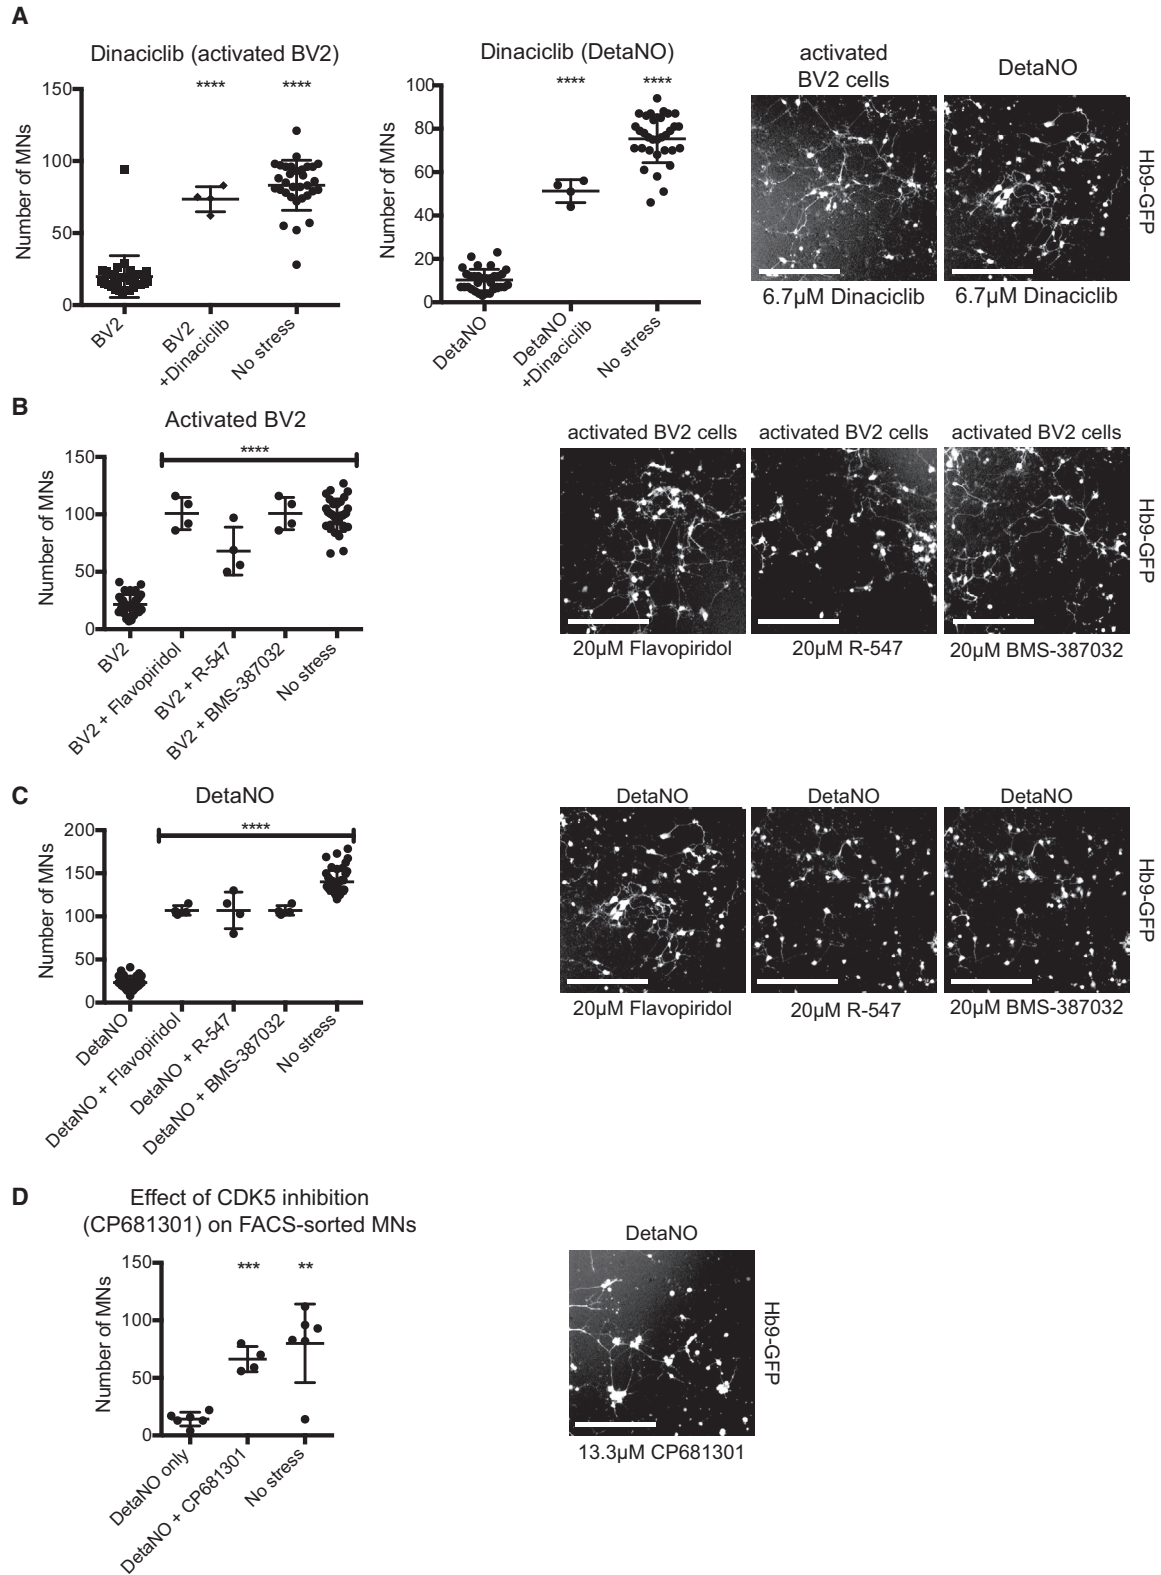 A
Dinaciclib (activated BV2)
****
****
Number of MNs
150
100
50
0
BV2
BV2
+Dinaciclib
No stress
Dinaciclib (DetaNO)
****
****
Number of MNs
100
80
60
40
20
0
DetaNO
DetaNO
+Dinaciclib
No stress
activated
BV2 cells
DetaNO
Hb9-GFP
6.7µM Dinaciclib
6.7µM Dinaciclib
B
Activated BV2
****
Number of MNs
150
100
50
0
BV2
BV2 + Flavopiridol
BV2 + R-547
BV2 + BMS-387032
No stress
activated BV2 cells
activated BV2 cells
activated BV2 cells
Hb9-GFP
20µM Flavopiridol
20µM R-547
20µM BMS-387032
C
DetaNO
****
Number of MNs
200
150
100
50
0
DetaNO
DetaNO + Flavopiridol
DetaNO + R-547
DetaNO + BMS-387032
No stress
DetaNO
DetaNO
DetaNO
Hb9-GFP
20µM Flavopiridol
20µM R-547
20µM BMS-387032
D
Effect of CDK5 inhibition
(CP681301) on FACS-sorted MNs
***
**
Number of MNs
150
100
50
0
DetaNO only
DetaNO + CP681301
No stress
DetaNO
Hb9-GFP
13.3µM CP681301